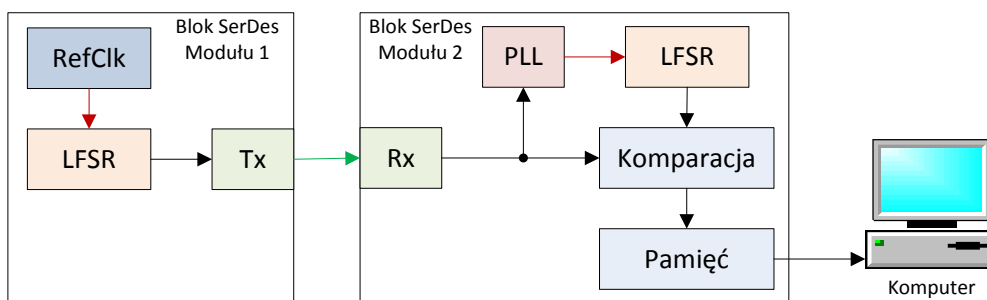 Blok SerDes
Modułu 1
RefClk
LFSR
Tx
Blok SerDes
Modułu 2
PLL
LFSR
Rx
Komparacja
Pamięć
Komputer